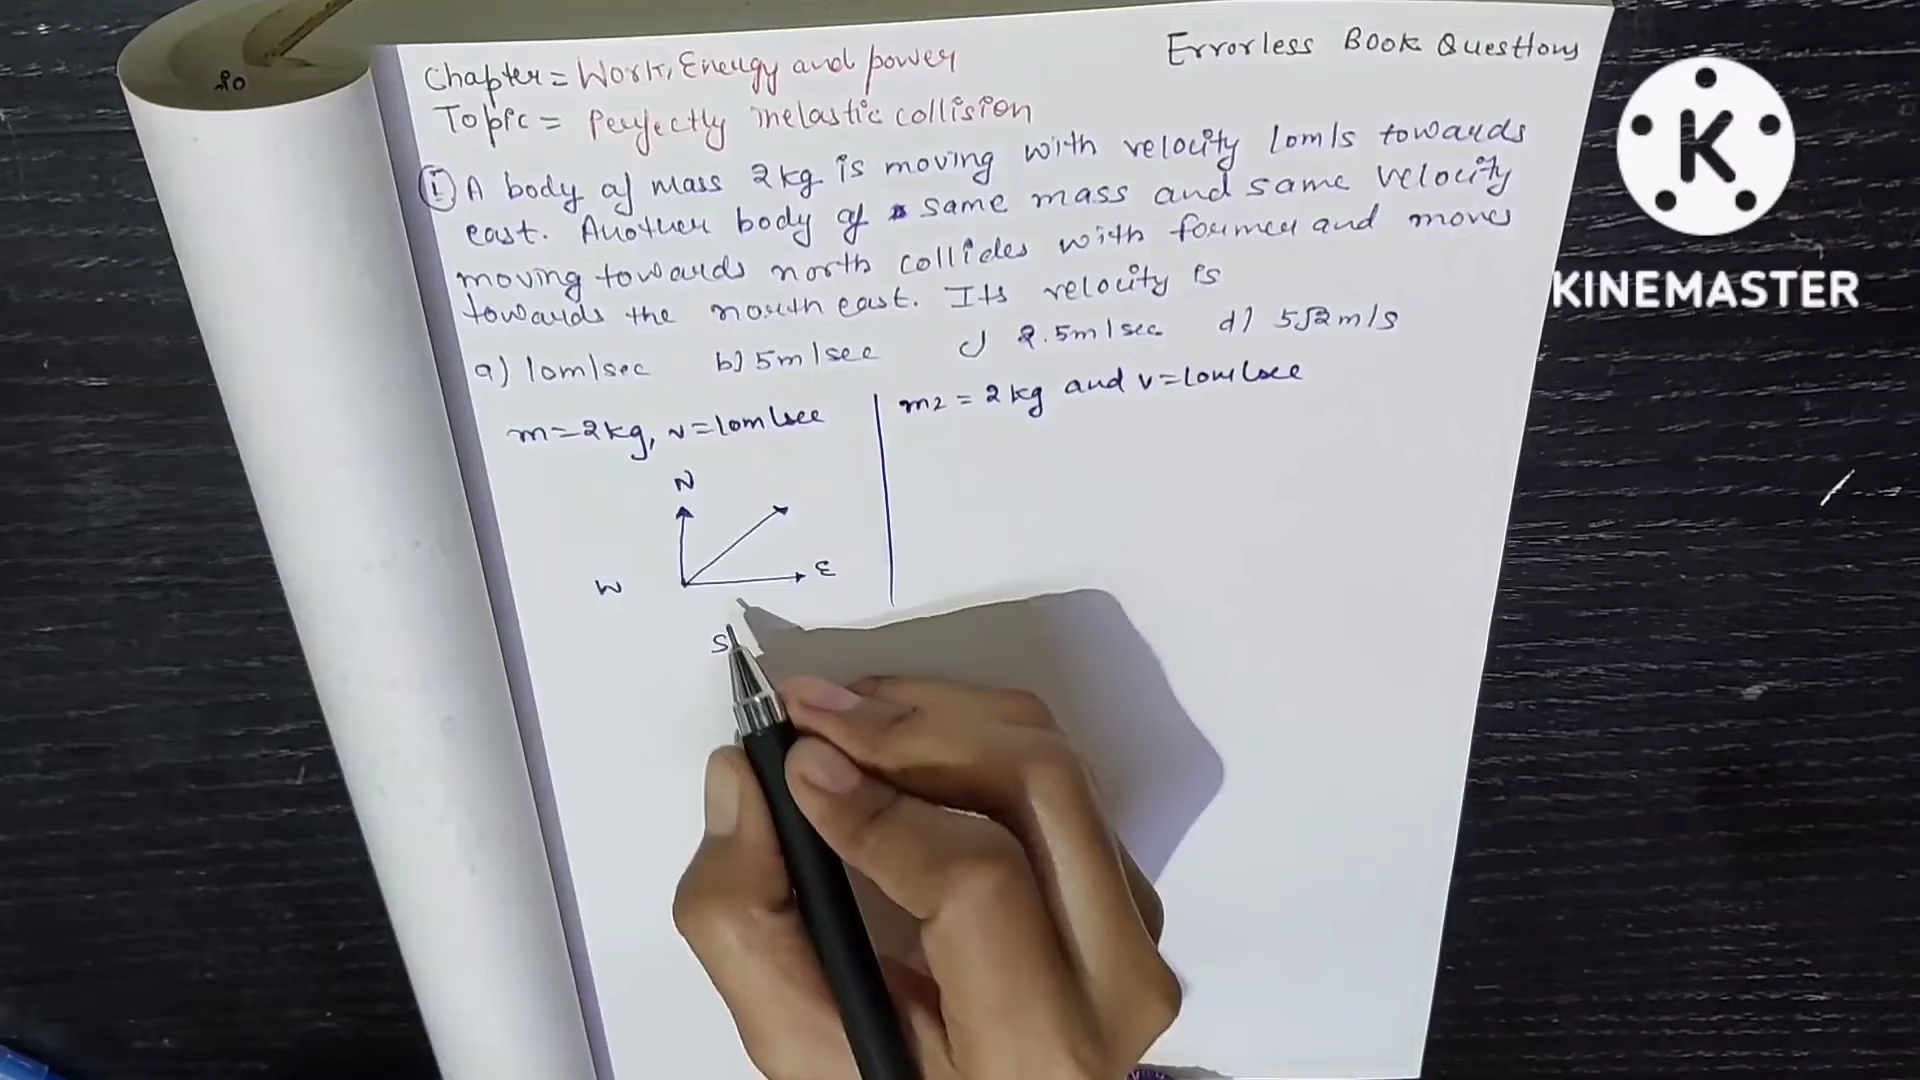 Chapter = Work, Energy and power
Errorless Book Questions
Topic = Perfectly inelastic collision
① A body of mass 2kg is moving with velocity 10m/s towards
east. Another body of same mass and same velocity
moving towards north collides with former and moves
towards the north east. Its velocity is
a) 10m/sec b) 5m/sec c) 2.5m/sec d) 5√2m/s
m=2kg, v=10m/sec
m2 = 2kg and v=10m/sec
N
W
E
S
K
KINEMASTER